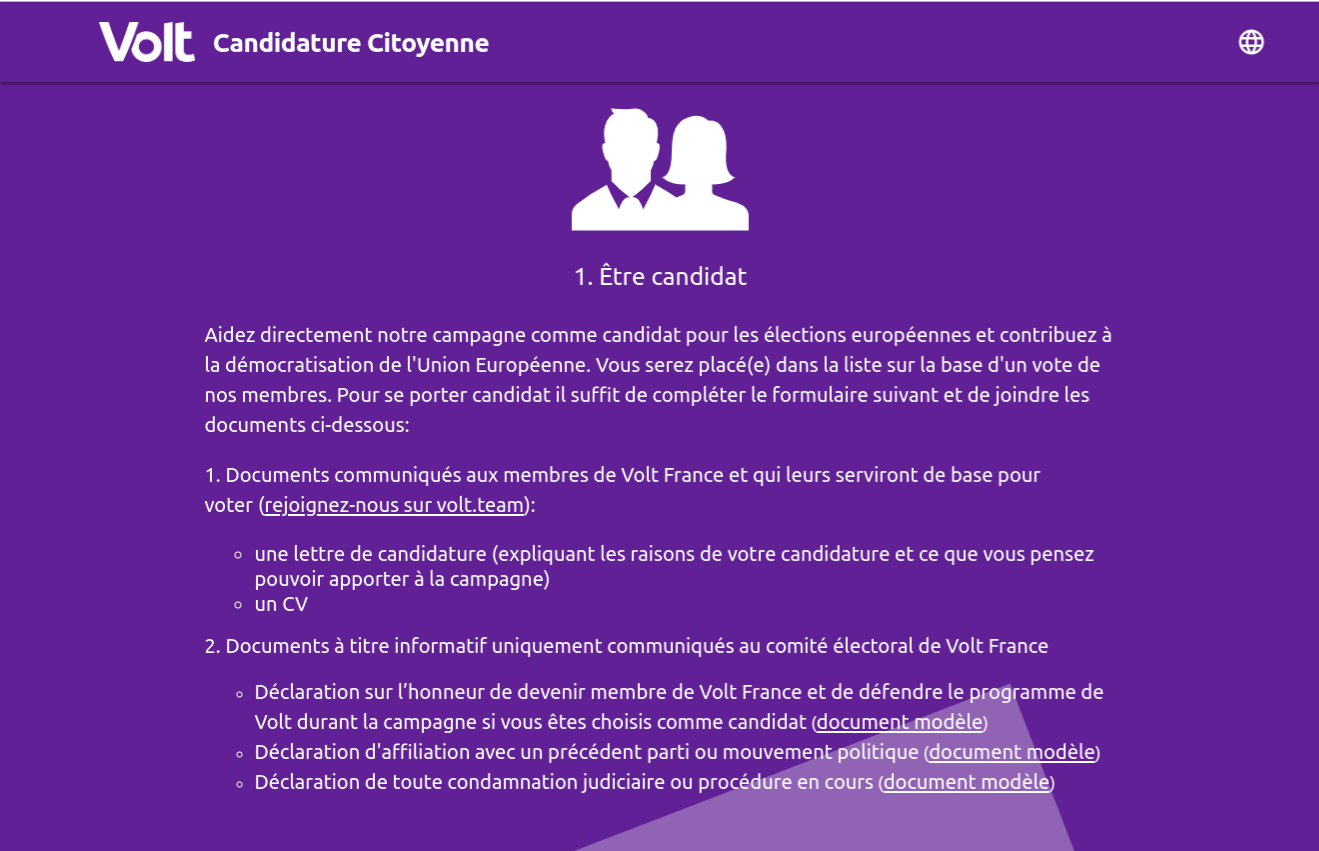 Volt Candidature Citoyenne
1. Être candidat
Aidez directement notre campagne comme candidat pour les élections européennes et contribuez à
la démocratisation de l'Union Européenne. Vous serez placé(e) dans la liste sur la base d'un vote de
nos membres. Pour se porter candidat il suffit de compléter le formulaire suivant et de joindre les
documents ci-dessous:
1. Documents communiqués aux membres de Volt France et qui leurs serviront de base pour
voter (rejoignez-nous sur volt.team):
◦ une lettre de candidature (expliquant les raisons de votre candidature et ce que vous pensez
pouvoir apporter à la campagne)
◦ un CV
2. Documents à titre informatif uniquement communiqués au comité électoral de Volt France
◦ Déclaration sur l’honneur de devenir membre de Volt France et de défendre le programme de
Volt durant la campagne si vous êtes choisis comme candidat (document modèle)
◦ Déclaration d'affiliation avec un précédent parti ou mouvement politique (document modèle)
◦ Déclaration de toute condamnation judiciaire ou procédure en cours (document modèle)